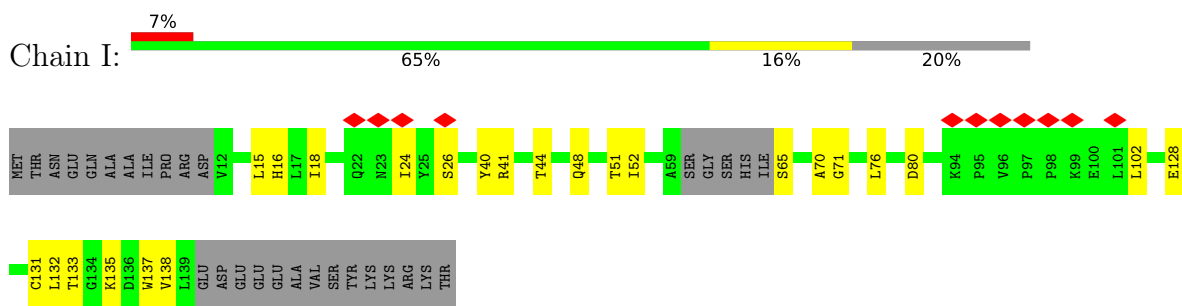 7%
Chain I:
65% 16% 20%
MET THR ASN GLU GLN ALA ALA ILE PRO ARG ASP V12 L15 H16 L17 I18 Q22 N23 I24 Y25 S26 Y40 R41 T44 Q48 T51 I52 A59 SER GLY SER HIS ILE S65 A70 G71 L76 D80 K94 P95 V96 P97 P98 K99 E100 L101 L102 E128
C131 L132 T133 G134 K135 D136 W137 V138 L139 GLU ASP GLU GLU GLU ALA VAL SER TYR LYS LYS ARG LYS THR